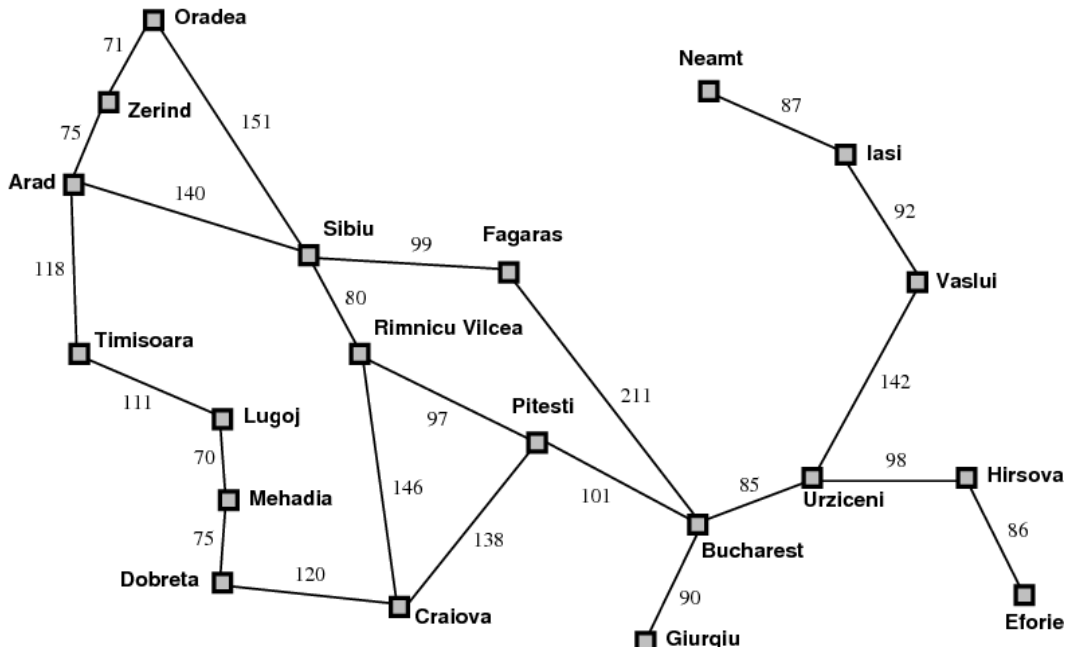 Oradea
71
Neamt
Zerind
87
151
75
Iasi
Arad
140
92
Sibiu
Fagaras
99
118
Vaslui
80
Rimnicu Vilcea
Timisoara
142
111
Pitesti
211
Lugoj
97
70
98
Hirsova
146
101
85
Mehadia
Urziceni
86
75
138
Bucharest
Dobreta
120
90
Craiova
Eforie
Giurgiu